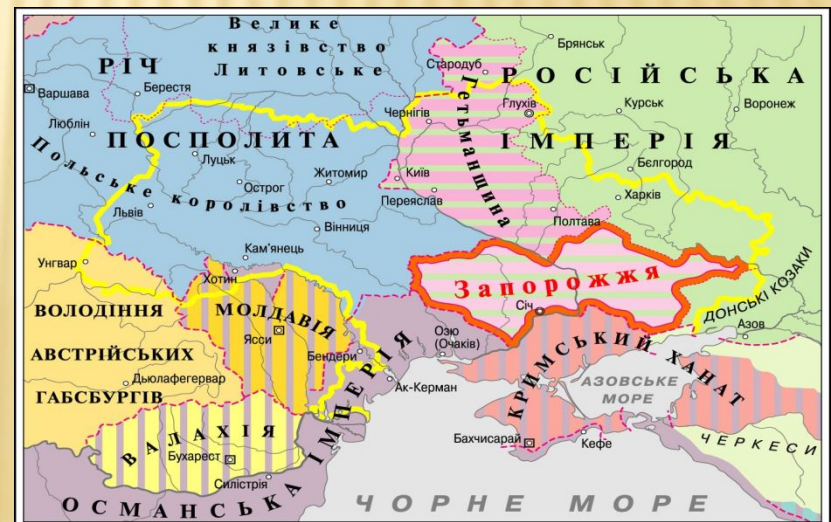 Велике
князівство
Литовське
РІЧ
ПОСПОЛИТА
Польське королівство
Варшава
Берестя
Люблін
Луцьк
Острог
Житомир
Львів
Вінниця
Кам'янець
Чернігів
Київ
Переяслав
Стародуб
Глухів
Гетьманщина
Полтава
РОСІЙСЬКА
ІМПЕРІЯ
Брянськ
Курськ
Воронеж
Бєлгород
Харків
Запорожжя
Січ
ДОНСЬКІ КОЗАКИ
Азов
Унгвар
Хотин
ВОЛОДІННЯ
АВСТРІЙСЬКИХ
ГАБСБУРГІВ
Дьюлафегервар
МОЛДАВІЯ
Ясси
Бендери
Озю
(Очаків)
Ак-Керман
ВАЛАХІЯ
Бухарест
Силістрія
ОСМАНСЬКА ІМПЕРІЯ
КРИМСЬКИЙ ХАНАТ
АЗОВСЬКЕ
МОРЕ
Бахчисарай
Кефе
ЧЕРКЕСИ
ЧОРНЕ МОРЕ